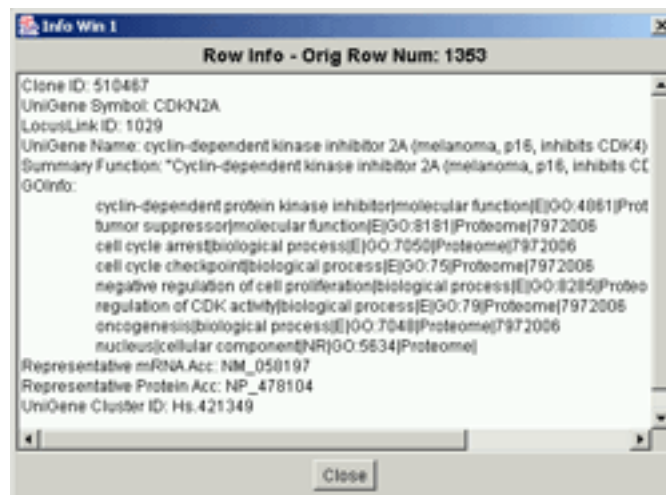 Info Win 1
Row Info - Orig Row Num: 1353
Clone ID: 510467
UniGene Symbol: CDKN2A
LocusLink ID: 1029
UniGene Name: cyclin-dependent kinase inhibitor 2A (melanoma, p16, inhibits CDK4)
Summary Function: "Cyclin-dependent kinase inhibitor 2A (melanoma, p16, inhibits CD
GOInfo:
cyclin-dependent protein kinase inhibitor|molecular function|E|GO:4861|Prot
tumor suppressor|molecular function|E|GO:8181|Proteome|7972006
cell cycle arrest|biological process|E|GO:7050|Proteome|7972006
cell cycle checkpoint|biological process|E|GO:75|Proteome|7972006
negative regulation of cell proliferation|biological process|E|GO:8285|Proteo
regulation of CDK activity|biological process|E|GO:79|Proteome|7972006
oncogenesis|biological process|E|GO:7048|Proteome|7972006
nucleus|cellular component|NR|GO:5634|Proteome|
Representative mRNA Acc: NM_058197
Representative Protein Acc: NP_478104
UniGene Cluster ID: Hs.421349
Close